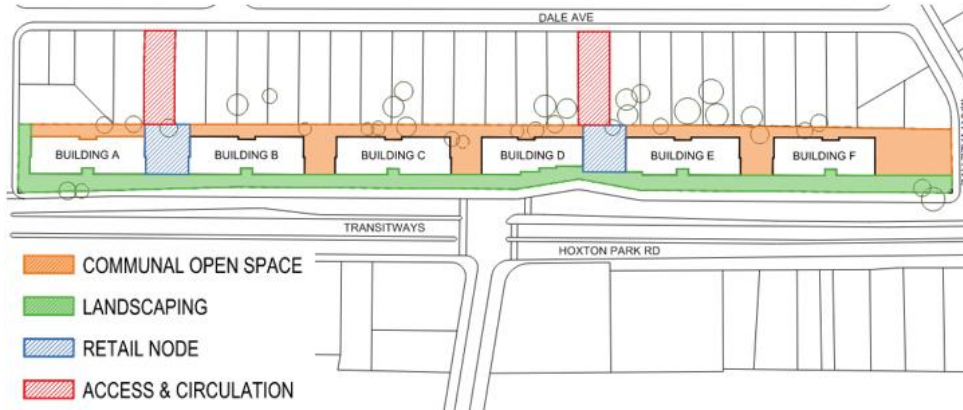 DALE AVE
BUILDING A
BUILDING B
BUILDING C
BUILDING D
BUILDING E
BUILDING F
TRANSITWAYS
HOXTON PARK RD
COMMUNAL OPEN SPACE
LANDSCAPING
RETAIL NODE
ACCESS & CIRCULATION